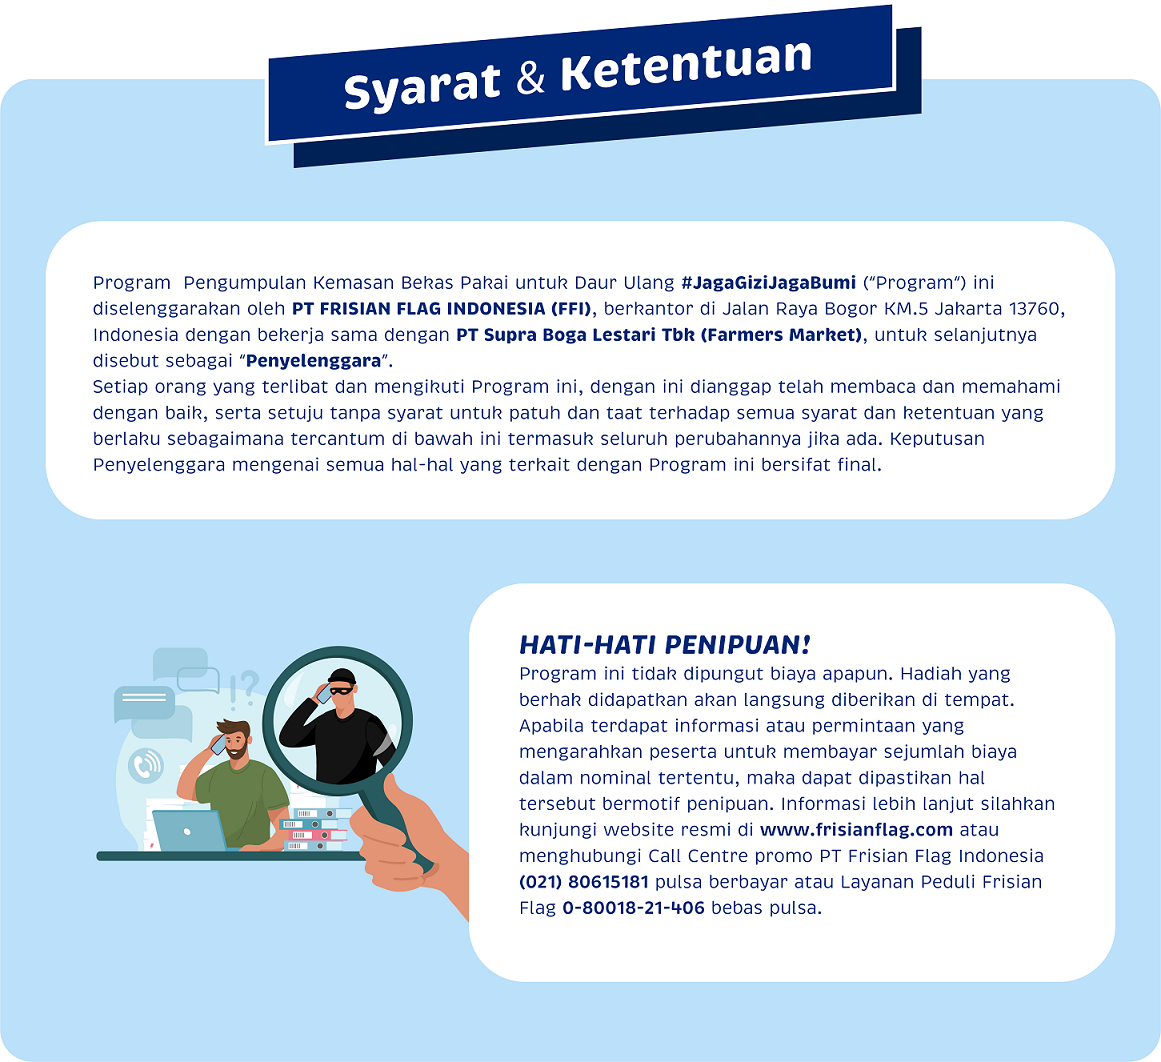 Syarat & Ketentuan
Program Pengumpulan Kemasan Bekas Pakai untuk Daur Ulang #JagaGiziJagaBumi (“Program“) ini
diselenggarakan oleh PT FRISIAN FLAG INDONESIA (FFI), berkantor di Jalan Raya Bogor KM.5 Jakarta 13760,
Indonesia dengan bekerja sama dengan PT Supra Boga Lestari Tbk (Farmers Market), untuk selanjutnya
disebut sebagai “Penyelenggara”.
Setiap orang yang terlibat dan mengikuti Program ini, dengan ini dianggap telah membaca dan memahami
dengan baik, serta setuju tanpa syarat untuk patuh dan taat terhadap semua syarat dan ketentuan yang
berlaku sebagaimana tercantum di bawah ini termasuk seluruh perubahannya jika ada. Keputusan
Penyelenggara mengenai semua hal-hal yang terkait dengan Program ini bersifat final.
HATI-HATI PENIPUAN!
Program ini tidak dipungut biaya apapun. Hadiah yang
berhak didapatkan akan langsung diberikan di tempat.
Apabila terdapat informasi atau permintaan yang
mengarahkan peserta untuk membayar sejumlah biaya
dalam nominal tertentu, maka dapat dipastikan hal
tersebut bermotif penipuan. Informasi lebih lanjut silahkan
kunjungi website resmi di www.frisianflag.com atau
menghubungi Call Centre promo PT Frisian Flag Indonesia
(021) 80615181 pulsa berbayar atau Layanan Peduli Frisian
Flag 0-80018-21-406 bebas pulsa.
!?